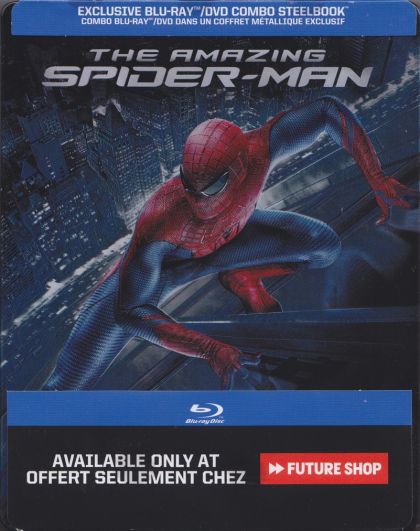 EXCLUSIVE BLU-RAY™/DVD COMBO STEELBOOK™
COMBO BLU-RAY™/DVD DANS UN COFFRET MÉTALLIQUE EXCLUSIF
THE AMAZING
SPIDER-MAN
Blu-ray Disc
AVAILABLE ONLY AT
OFFERT SEULEMENT CHEZ
FUTURE SHOP